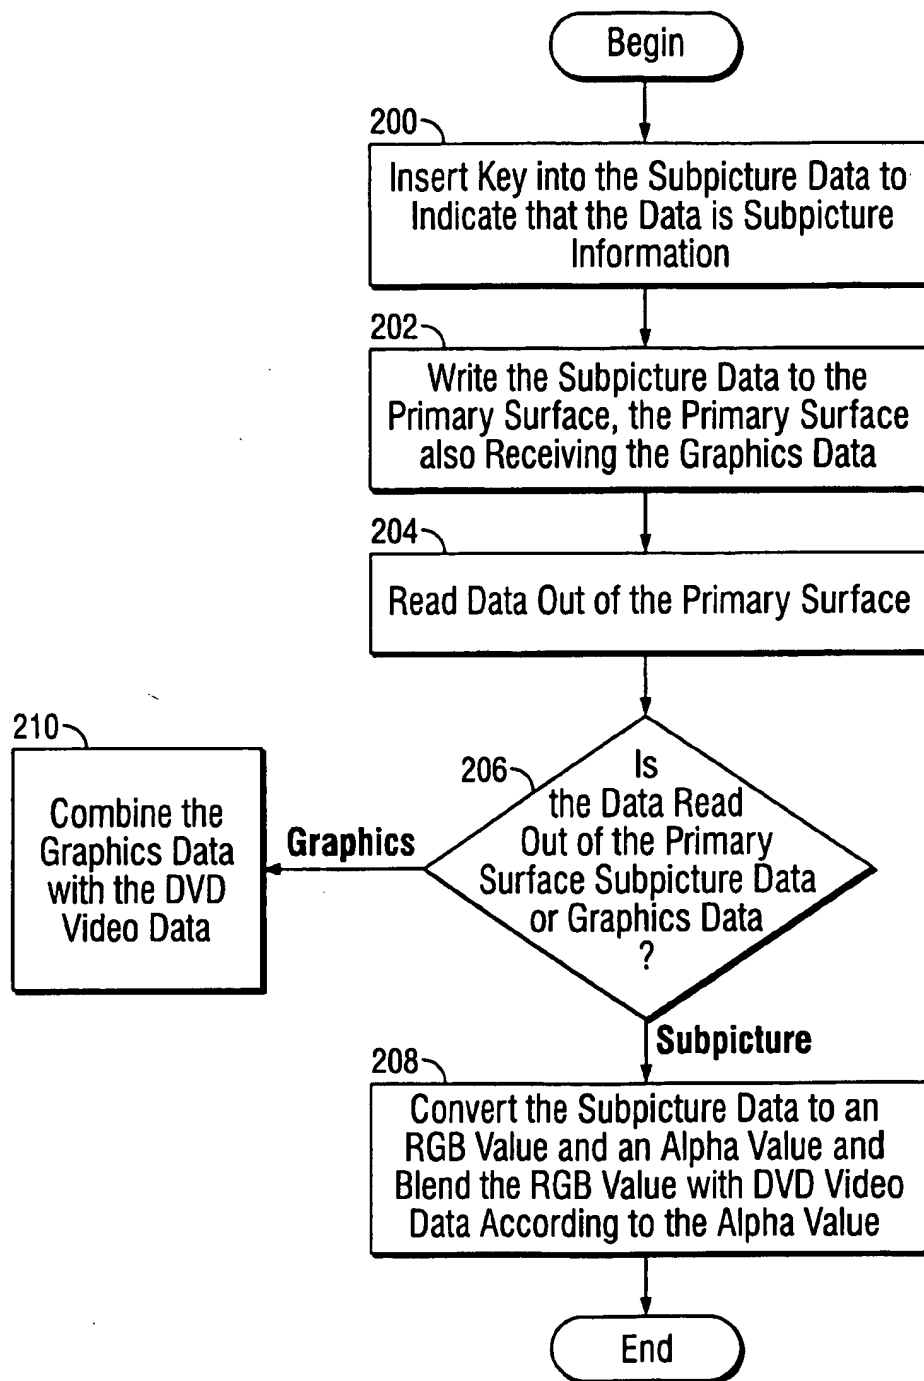 Begin
200
Insert Key into the Subpicture Data to
Indicate that the Data is Subpicture
Information
202
Write the Subpicture Data to the
Primary Surface, the Primary Surface
also Receiving the Graphics Data
204
Read Data Out of the Primary Surface
206
Is
the Data Read
Out of the Primary
Surface Subpicture Data
or Graphics Data
?
Graphics
210
Combine the
Graphics Data
with the DVD
Video Data
Subpicture
208
Convert the Subpicture Data to an
RGB Value and an Alpha Value and
Blend the RGB Value with DVD Video
Data According to the Alpha Value
End